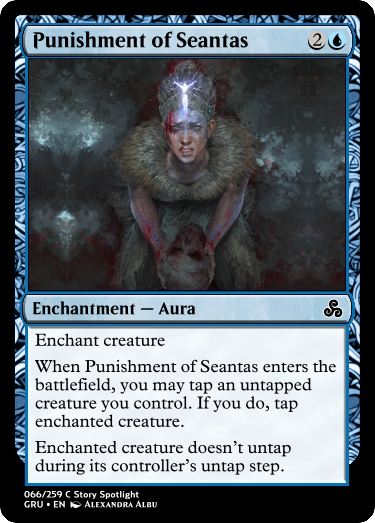 Punishment of Seantas 2
Enchantment — Aura
Enchant creature
When Punishment of Seantas enters the
battlefield, you may tap an untapped
creature you control. If you do, tap
enchanted creature.
Enchanted creature doesn't untap
during its controller's untap step.
066/259 C Story Spotlight
GRU • EN Alexandra Albu